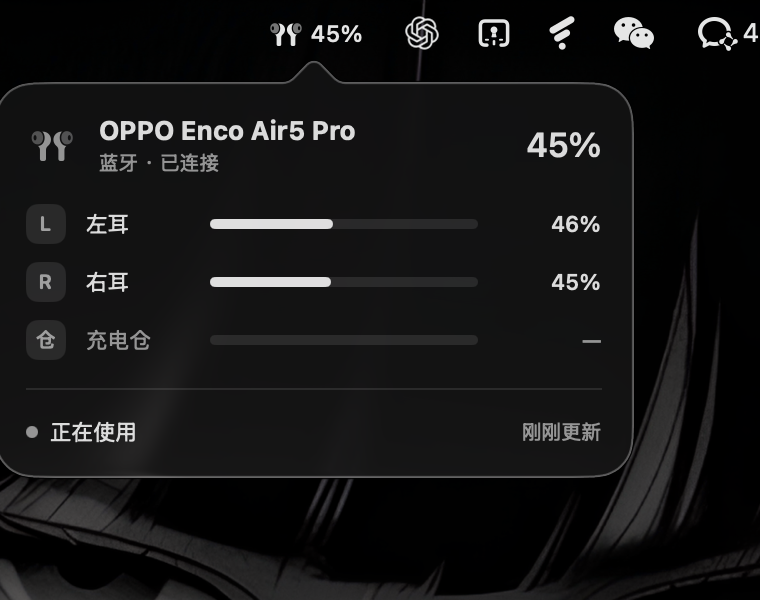 45%
4
OPPO Enco Air5 Pro
蓝牙 · 已连接
45%
L 左耳 46%
R 右耳 45%
仓 充电仓 —
正在使用 刚刚更新